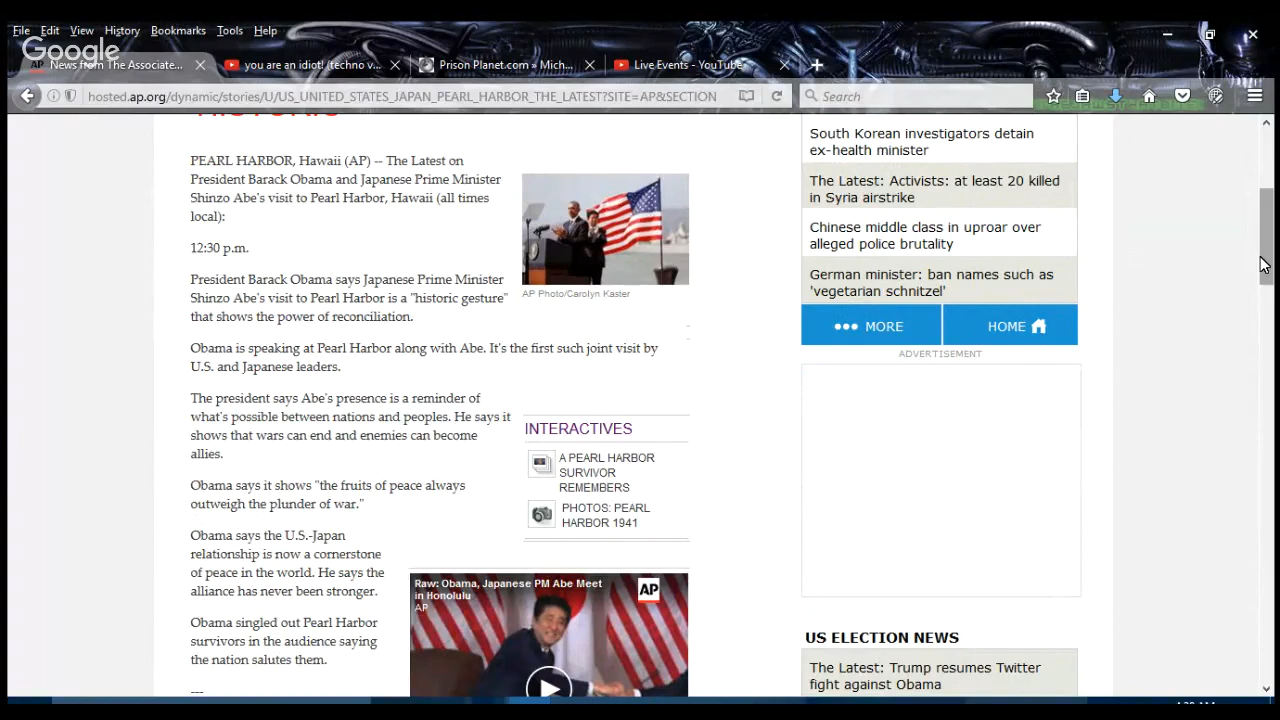 File Edit View History Bookmarks Tools Help
Google
AP News from The Associate...
you are an idiot! (techno v...
Prison Planet.com » Mich...
Live Events - YouTube
hosted.ap.org/dynamic/stories/U/US_UNITED_STATES_JAPAN_PEARL_HARBOR_THE_LATEST?SITE=AP&SECTION
Search
PEARL HARBOR, Hawaii (AP) -- The Latest on
President Barack Obama and Japanese Prime Minister
Shinzo Abe's visit to Pearl Harbor, Hawaii (all times
local):
12:30 p.m.
President Barack Obama says Japanese Prime Minister
Shinzo Abe's visit to Pearl Harbor is a "historic gesture"
that shows the power of reconciliation.
Obama is speaking at Pearl Harbor along with Abe. It's the first such joint visit by
U.S. and Japanese leaders.
The president says Abe's presence is a reminder of
what's possible between nations and peoples. He says it
shows that wars can end and enemies can become
allies.
Obama says it shows "the fruits of peace always
outweigh the plunder of war."
Obama says the U.S.-Japan
relationship is now a cornerstone
of peace in the world. He says the
alliance has never been stronger.
Obama singled out Pearl Harbor
survivors in the audience saying
the nation salutes them.
---
AP Photo/Carolyn Kaster
INTERACTIVES
A PEARL HARBOR
SURVIVOR
REMEMBERS
PHOTOS: PEARL
HARBOR 1941
Raw: Obama, Japanese PM Abe Meet
in Honolulu
AP
AP
South Korean investigators detain
ex-health minister
The Latest: Activists: at least 20 killed
in Syria airstrike
Chinese middle class in uproar over
alleged police brutality
German minister: ban names such as
'vegetarian schnitzel'
MORE
HOME
ADVERTISEMENT
US ELECTION NEWS
The Latest: Trump resumes Twitter
fight against Obama